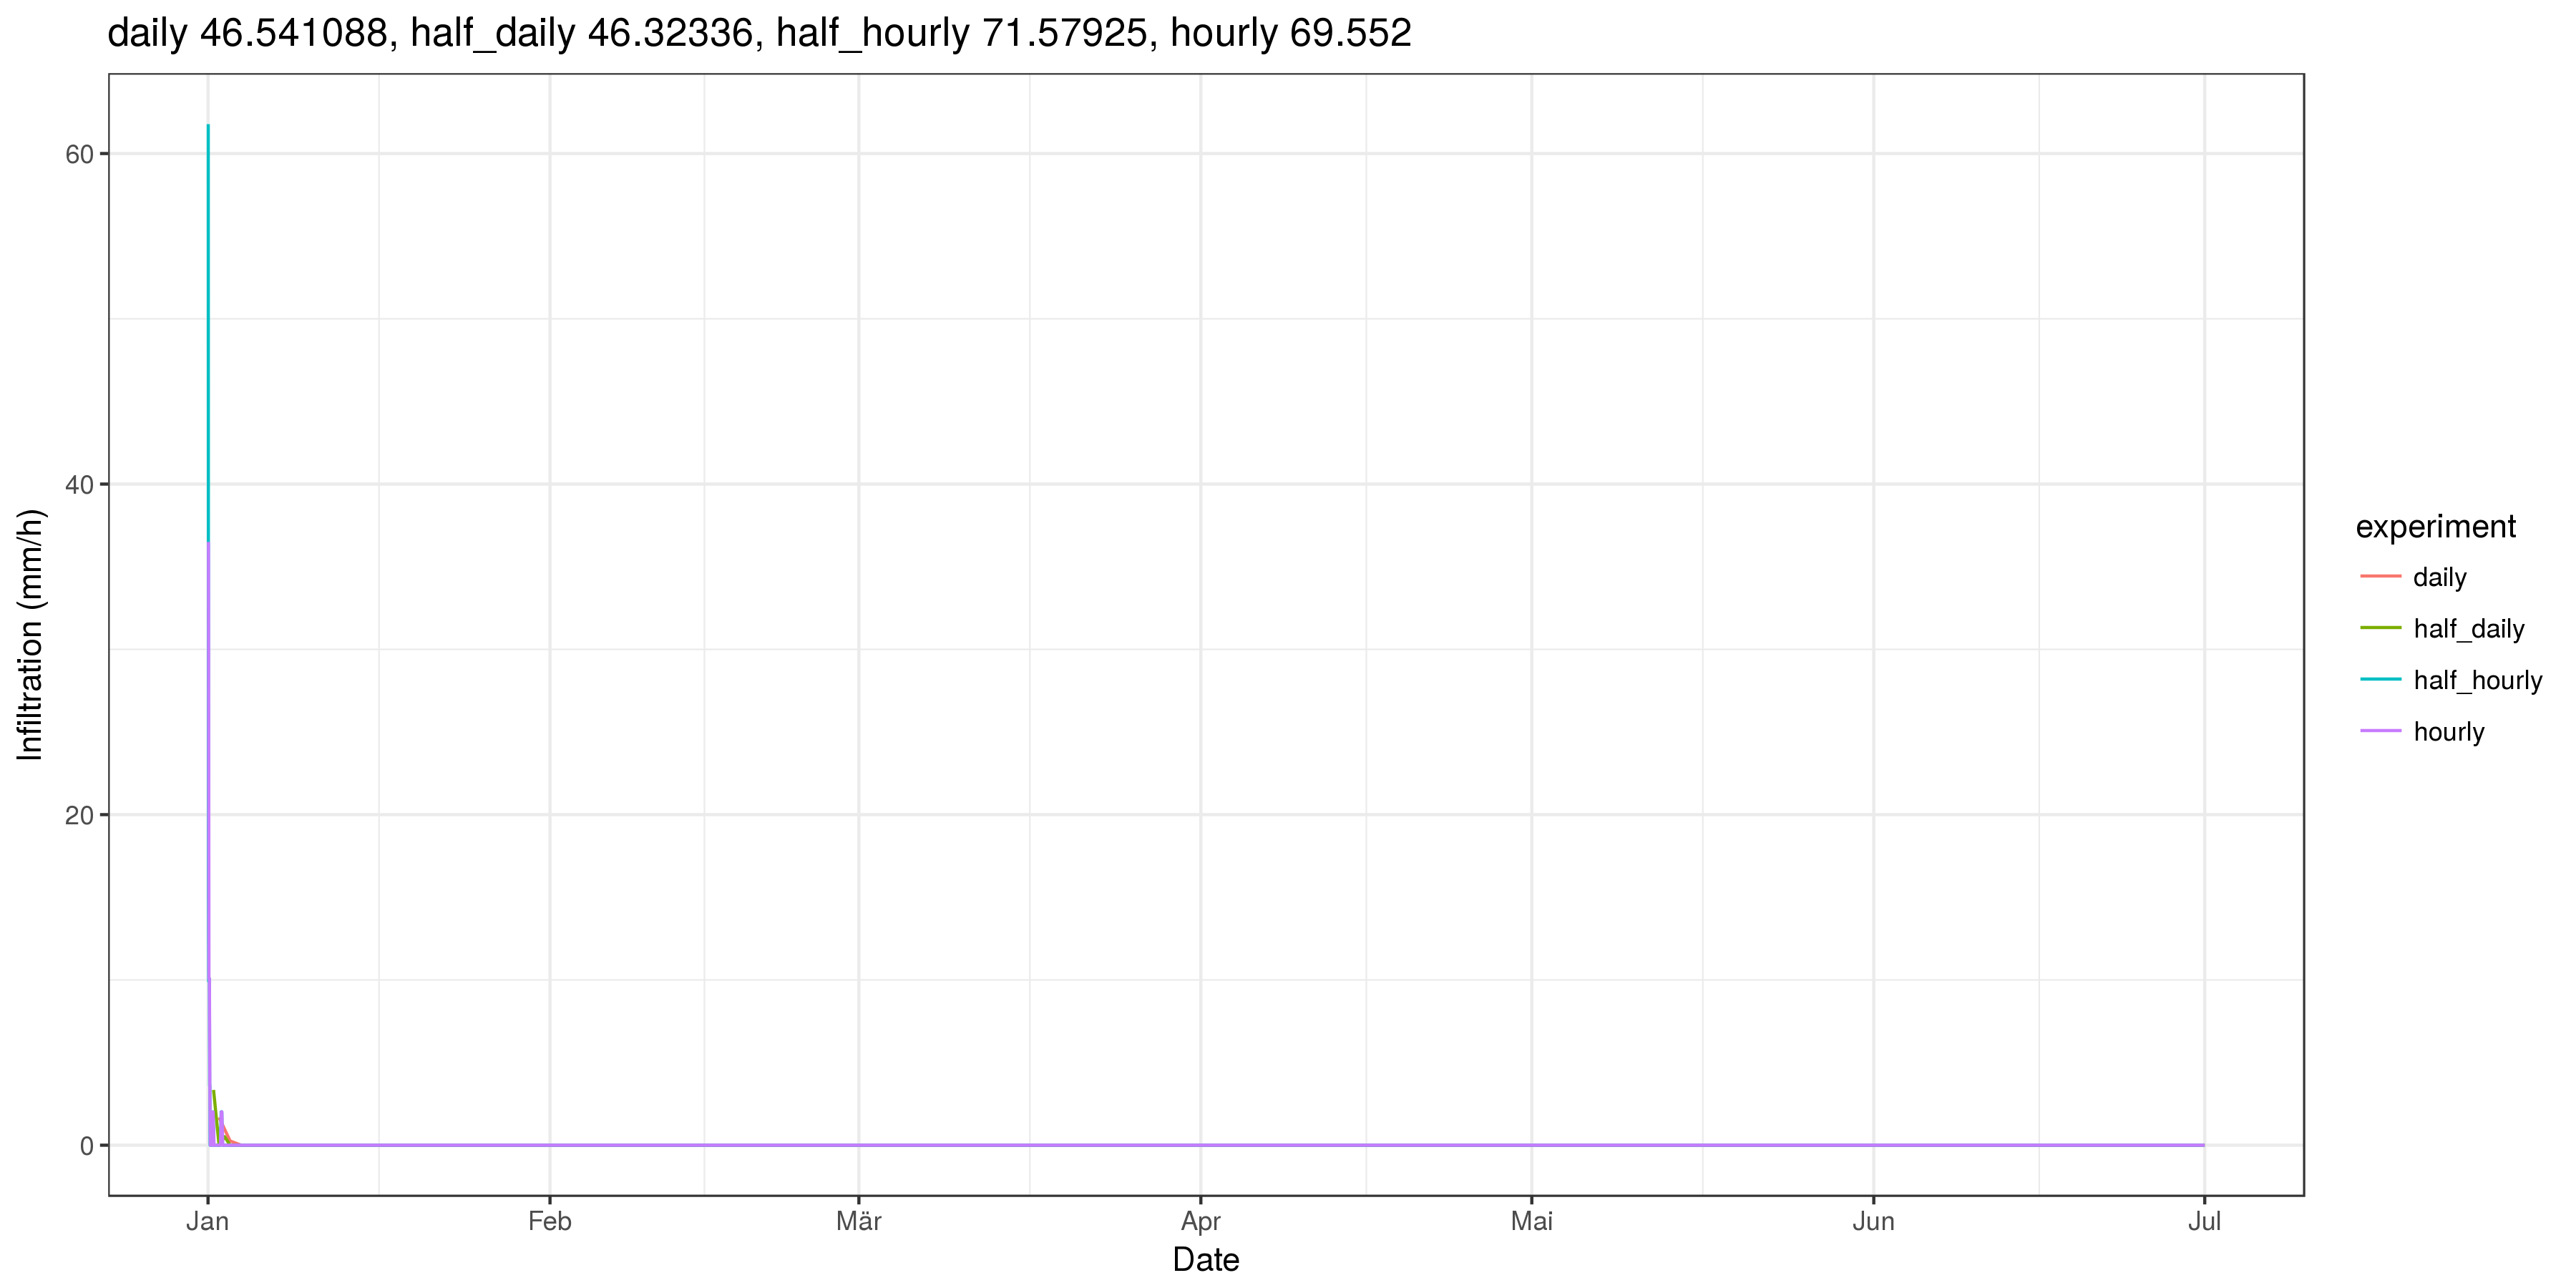 daily 46.541088, half_daily 46.32336, half_hourly 71.57925, hourly 69.552
60
40
20
0
Infiltration (mm/h)
Jan
Feb
Mär
Apr
Mai
Jun
Jul
Date
experiment
daily
half_daily
half_hourly
hourly